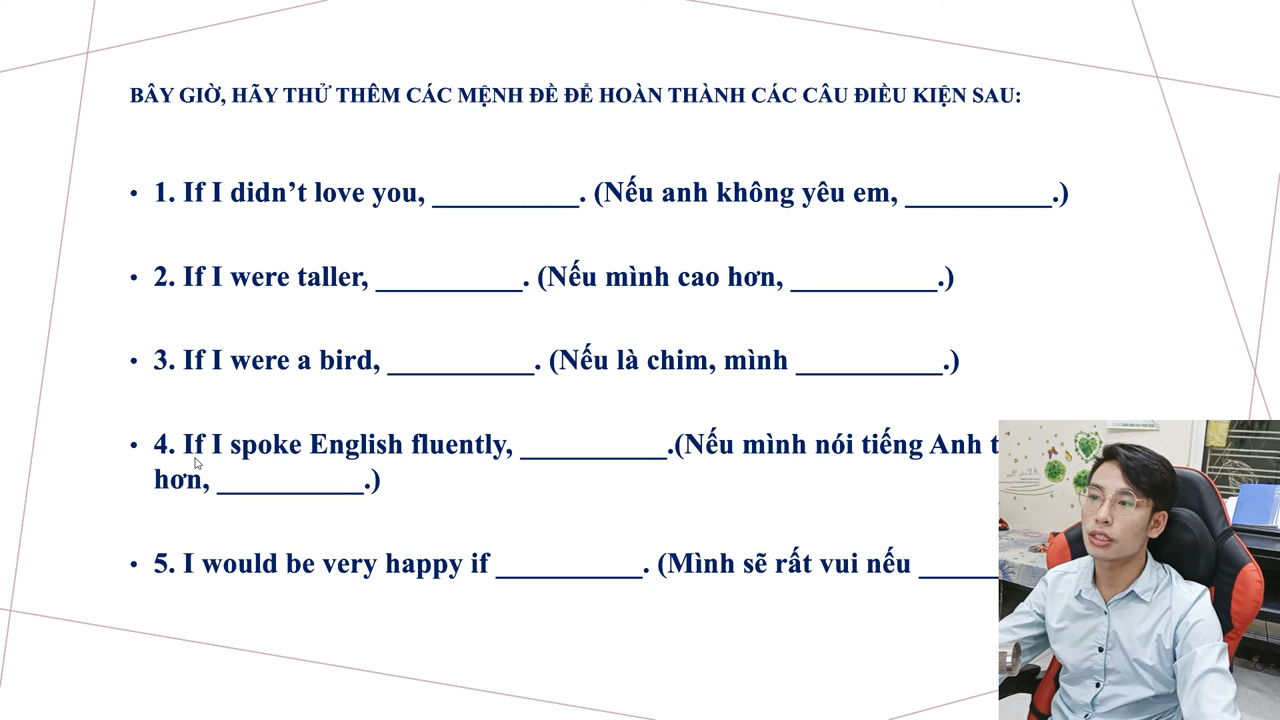 BÂY GIỜ, HÃY THỬ THÊM CÁC MỆNH ĐỀ ĐỂ HOÀN THÀNH CÁC CÂU ĐIỀU KIỆN SAU:
• 1. If I didn’t love you, __________. (Nếu anh không yêu em, __________.)
• 2. If I were taller, __________. (Nếu mình cao hơn, __________.)
• 3. If I were a bird, __________. (Nếu là chim, mình __________.)
• 4. If I spoke English fluently, __________.(Nếu mình nói tiếng Anh
hơn, __________.)
• 5. I would be very happy if __________. (Mình sẽ rất vui nếu ______